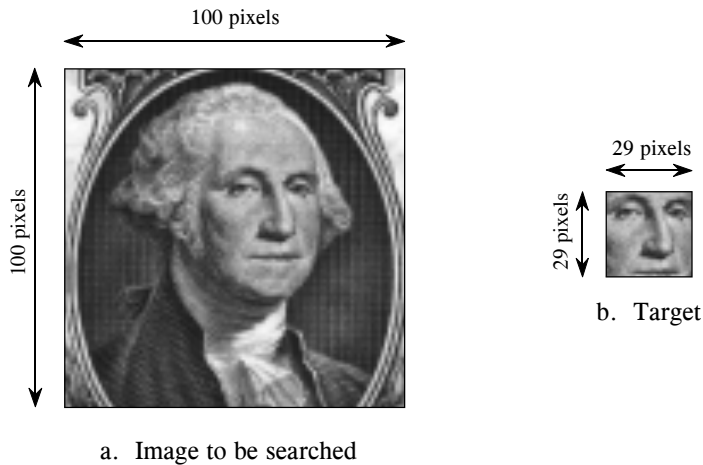 100 pixels
100 pixels
a. Image to be searched
29 pixels
29 pixels
b. Target